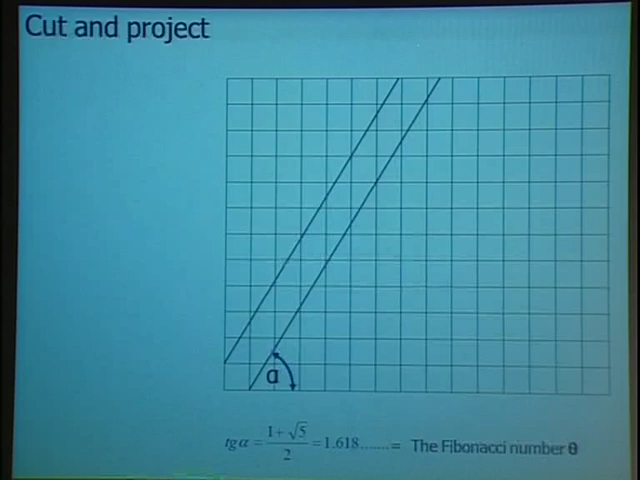 Cut and project
α
tgα = (1+√5)/2 = 1.618....... = The Fibonacci number θ